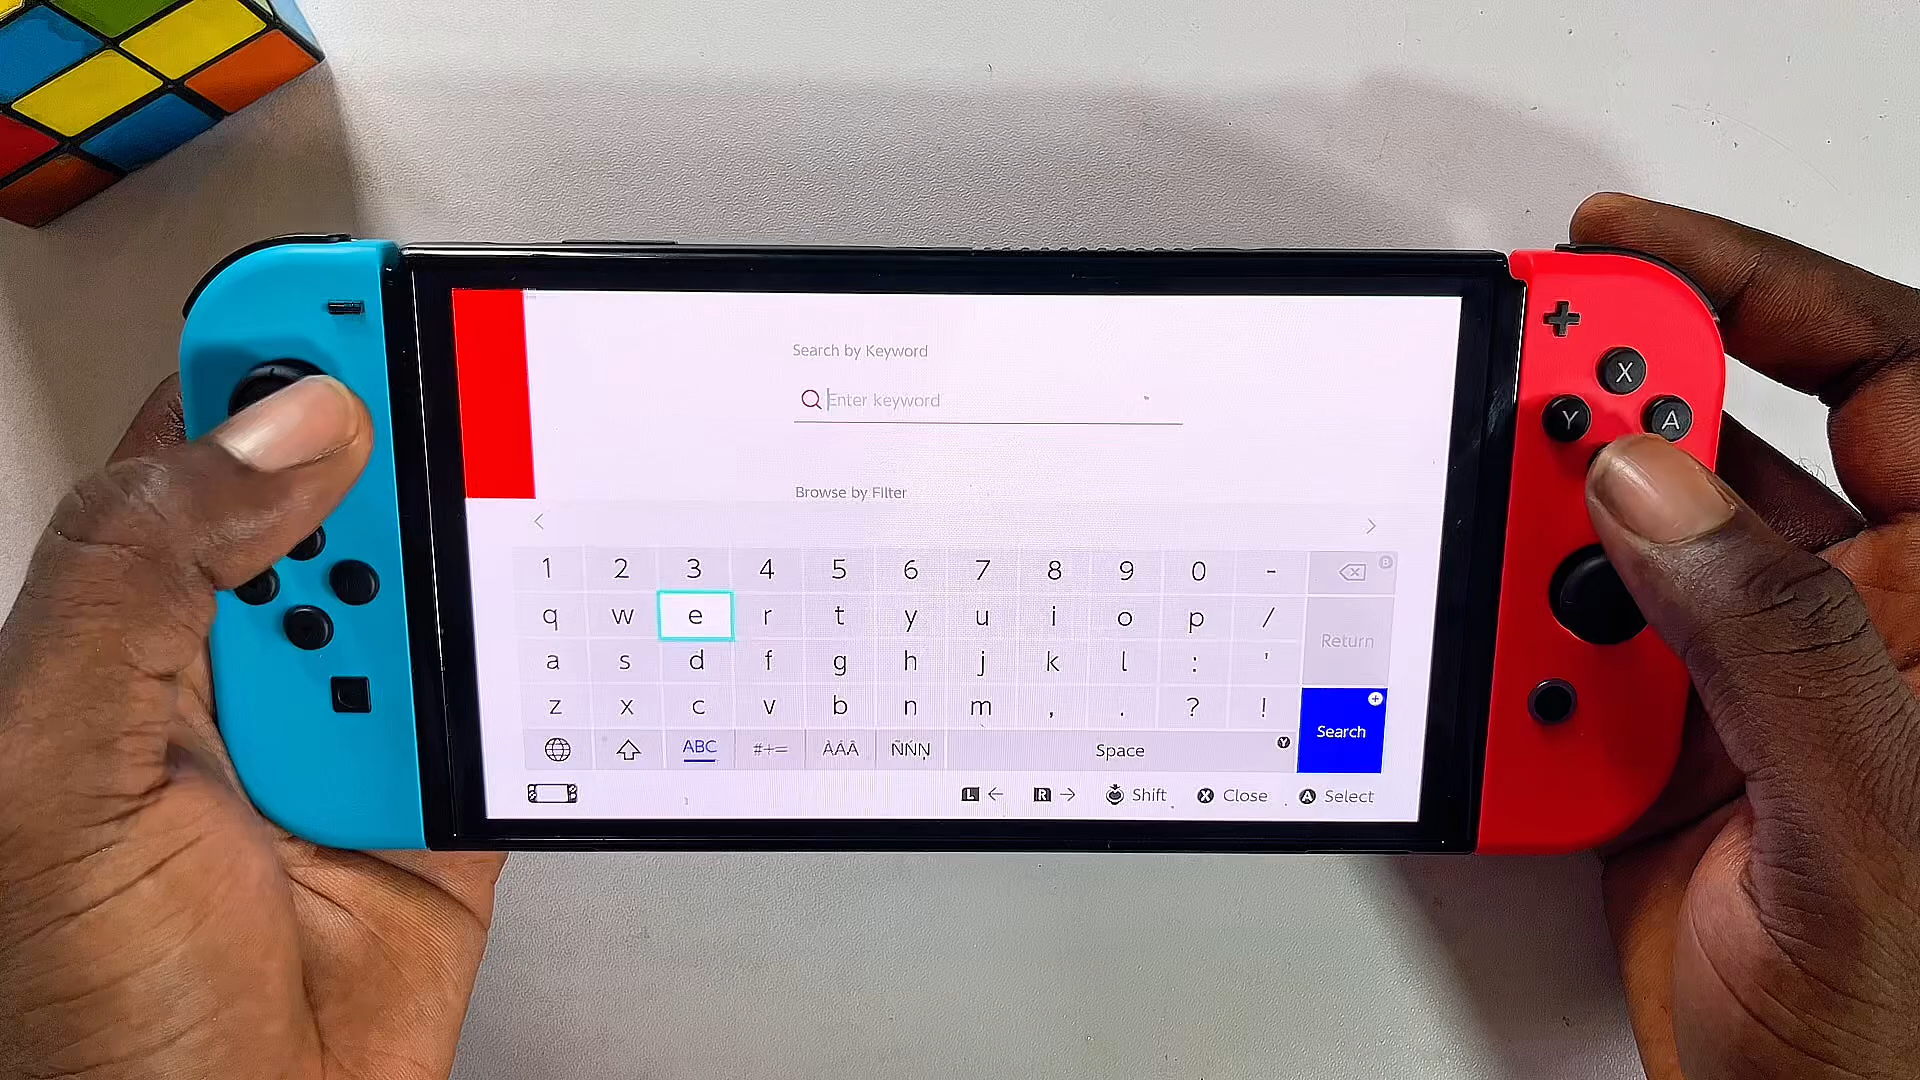 Search by Keyword
Enter keyword
Browse by Filter
1 2 3 4 5 6 7 8 9 0 -
q w e r t y u i o p /
Return
a s d f g h j k l : '
z x c v b n m , . ? !
Search
ABC #+= ÀÁÂ ÑŃŅ Space Y
L ← R → Shift X Close A Select
X
Y A